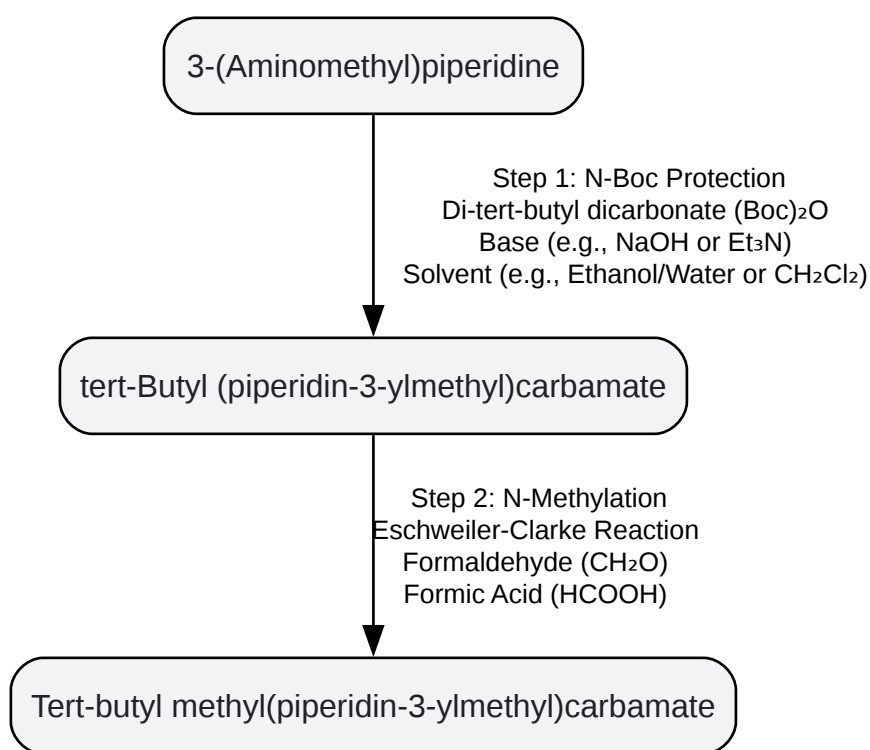 3-(Aminomethyl)piperidine
Step 1: N-Boc Protection
Di-tert-butyl dicarbonate (Boc)₂O
Base (e.g., NaOH or Et₃N)
Solvent (e.g., Ethanol/Water or CH₂Cl₂)
tert-Butyl (piperidin-3-ylmethyl)carbamate
Step 2: N-Methylation
Eschweiler-Clarke Reaction
Formaldehyde (CH₂O)
Formic Acid (HCOOH)
Tert-butyl methyl(piperidin-3-ylmethyl)carbamate